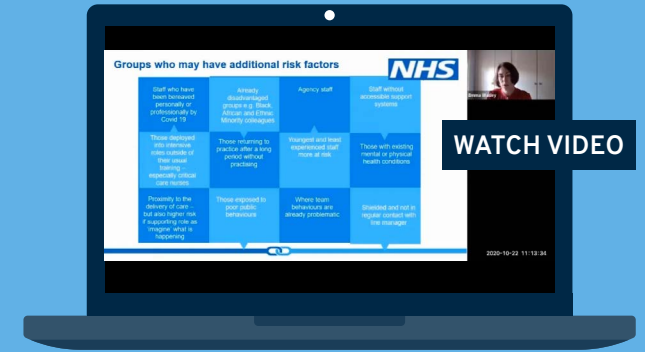 Groups who may have additional risk factors
NHS
Staff who have
been bereaved
personally or
professionally by
Covid 19
Already
disadvantaged
groups e.g. Black,
African and Ethnic
Minority colleagues
Agency staff
Staff without
accessible support
systems
Those deployed
into intensive
roles outside of
their usual
training –
especially critical
care nurses
Those returning to
practice after a long
period without
practising
Youngest and least
experienced staff
more at risk
Those with existing
mental or physical
health conditions
Proximity to the
delivery of care –
but also higher risk
if supporting role as
'imagine' what is
happening
Those exposed to
poor public
behaviours
Where team
behaviours are
already problematic
Shielded and not in
regular contact with
line manager
WATCH VIDEO
2020-10-22 11:13:34